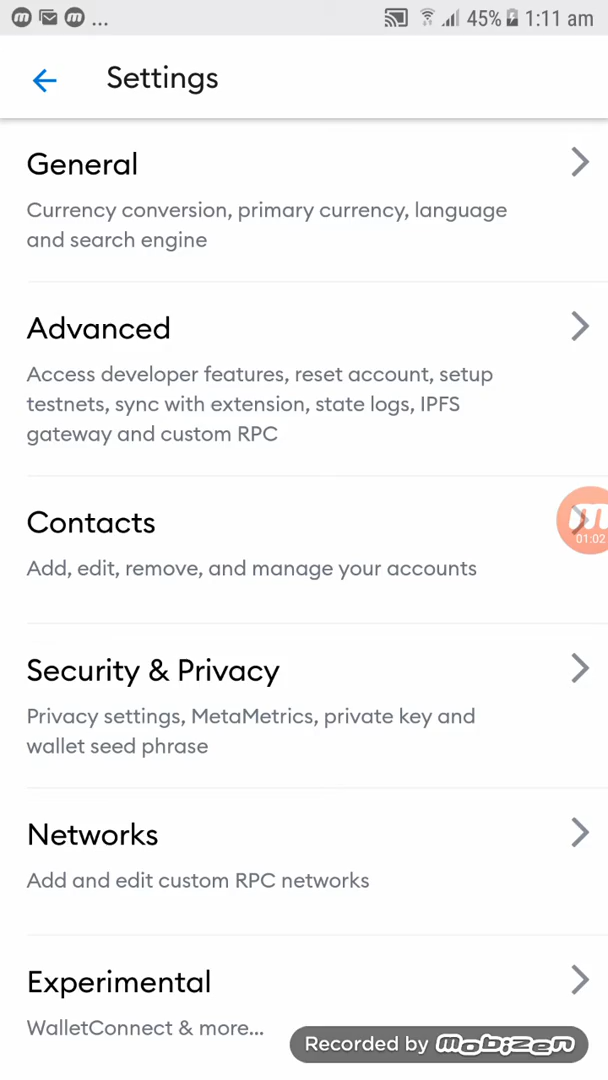 45% 1:11 am
Settings
General
Currency conversion, primary currency, language
and search engine
Advanced
Access developer features, reset account, setup
testnets, sync with extension, state logs, IPFS
gateway and custom RPC
Contacts
01:02
Add, edit, remove, and manage your accounts
Security & Privacy
Privacy settings, MetaMetrics, private key and
wallet seed phrase
Networks
Add and edit custom RPC networks
Experimental
WalletConnect & more...
Recorded by mobizen